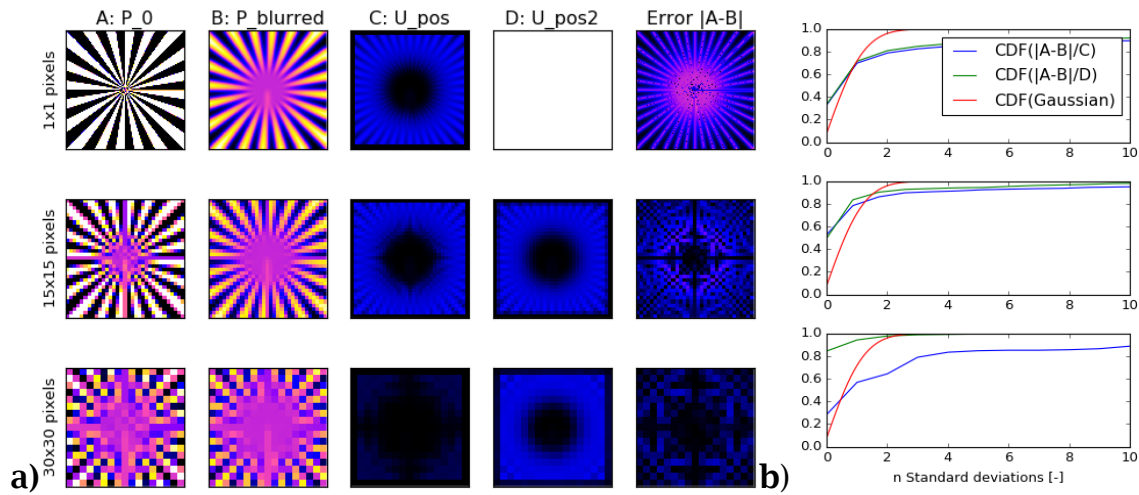 A: P_0
B: P_blurred
C: U_pos
D: U_pos2
Error |A-B|
1x1 pixels
15x15 pixels
30x30 pixels
a)
1.0
0.8
0.6
0.4
0.2
0.0
0 2 4 6 8 10
CDF(|A-B|/C)
CDF(|A-B|/D)
CDF(Gaussian)
1.0
0.8
0.6
0.4
0.2
0.0
0 2 4 6 8 10
1.0
0.8
0.6
0.4
0.2
0.0
0 2 4 6 8 10
b)
n Standard deviations [-]